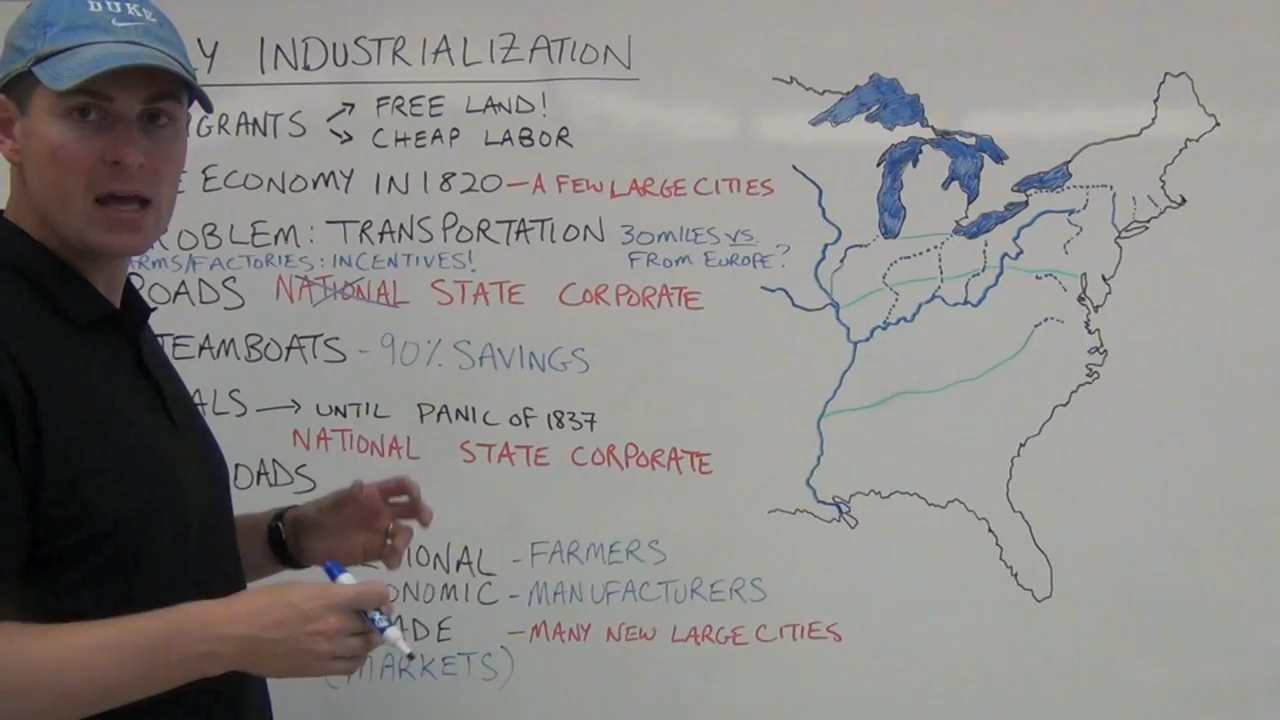 DUKE
Y INDUSTRIALIZATION
GRANTS → FREE LAND!
→ CHEAP LABOR
E ECONOMY IN 1820 – A FEW LARGE CITIES
ROBLEM: TRANSPORTATION 30 MILES VS.
FROM EUROPE?
ARMS/FACTORIES: INCENTIVES!
ROADS NATIONAL STATE CORPORATE
TEAMBOATS - 90% SAVINGS
ALS → UNTIL PANIC OF 1837
NATIONAL STATE CORPORATE
OADS
IONAL - FARMERS
ONOMIC - MANUFACTURERS
ADE - MANY NEW LARGE CITIES
(MARKETS)